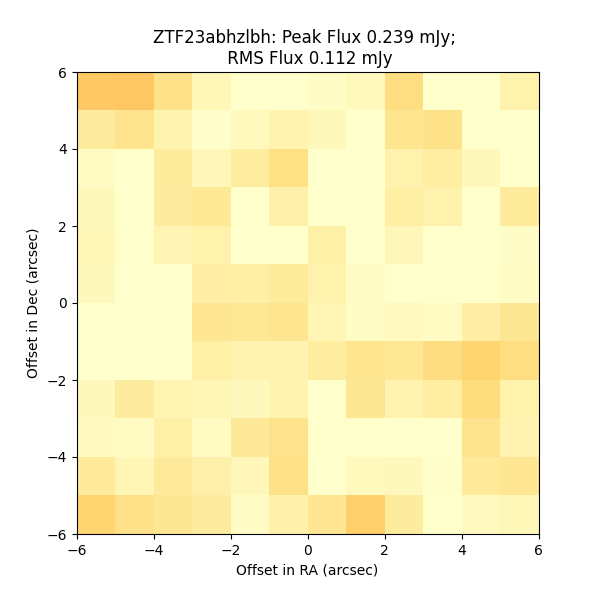 ZTF23abhzlbh: Peak Flux 0.239 mJy;
RMS Flux 0.112 mJy
6
4
2
0
−2
−4
−6
Offset in Dec (arcsec)
−6 −4 −2 0 2 4 6
Offset in RA (arcsec)